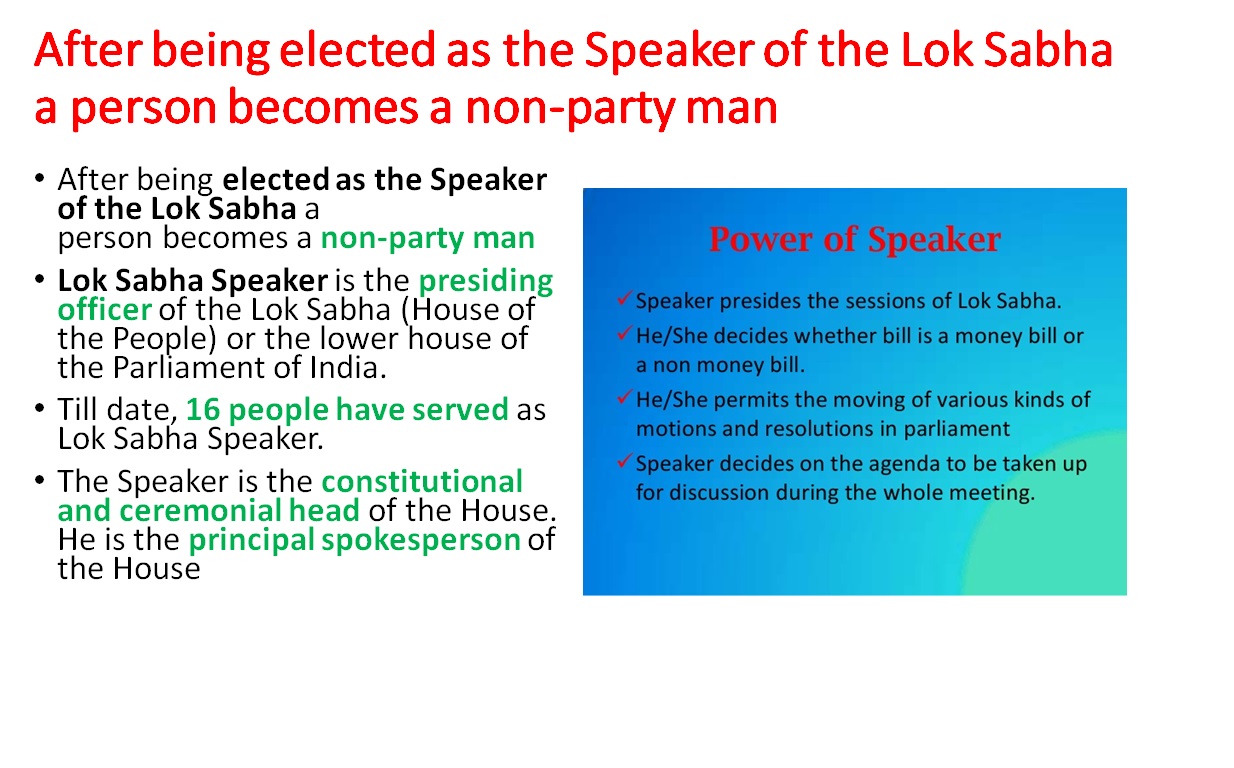 After being elected as the Speaker of the Lok Sabha
a person becomes a non-party man
• After being elected as the Speaker
of the Lok Sabha a
person becomes a non-party man
• Lok Sabha Speaker is the presiding
officer of the Lok Sabha (House of
the People) or the lower house of
the Parliament of India.
• Till date, 16 people have served as
Lok Sabha Speaker.
• The Speaker is the constitutional
and ceremonial head of the House.
He is the principal spokesperson of
the House
Power of Speaker
✓Speaker presides the sessions of Lok Sabha.
✓He/She decides whether bill is a money bill or
a non money bill.
✓He/She permits the moving of various kinds of
motions and resolutions in parliament
✓Speaker decides on the agenda to be taken up
for discussion during the whole meeting.